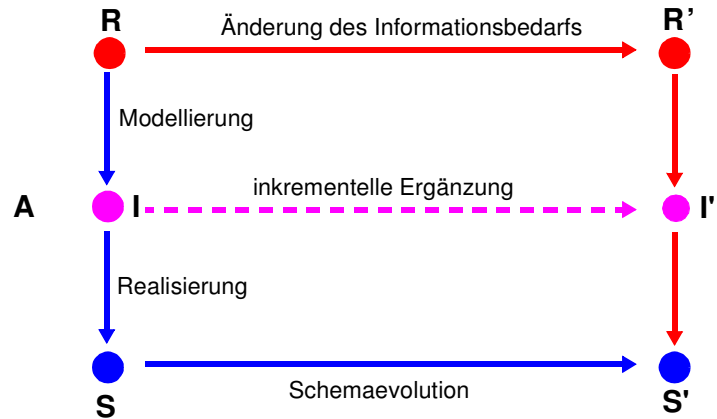 R
Änderung des Informationsbedarfs
R’
Modellierung
A
I
inkrementelle Ergänzung
I'
Realisierung
S
Schemaevolution
S'